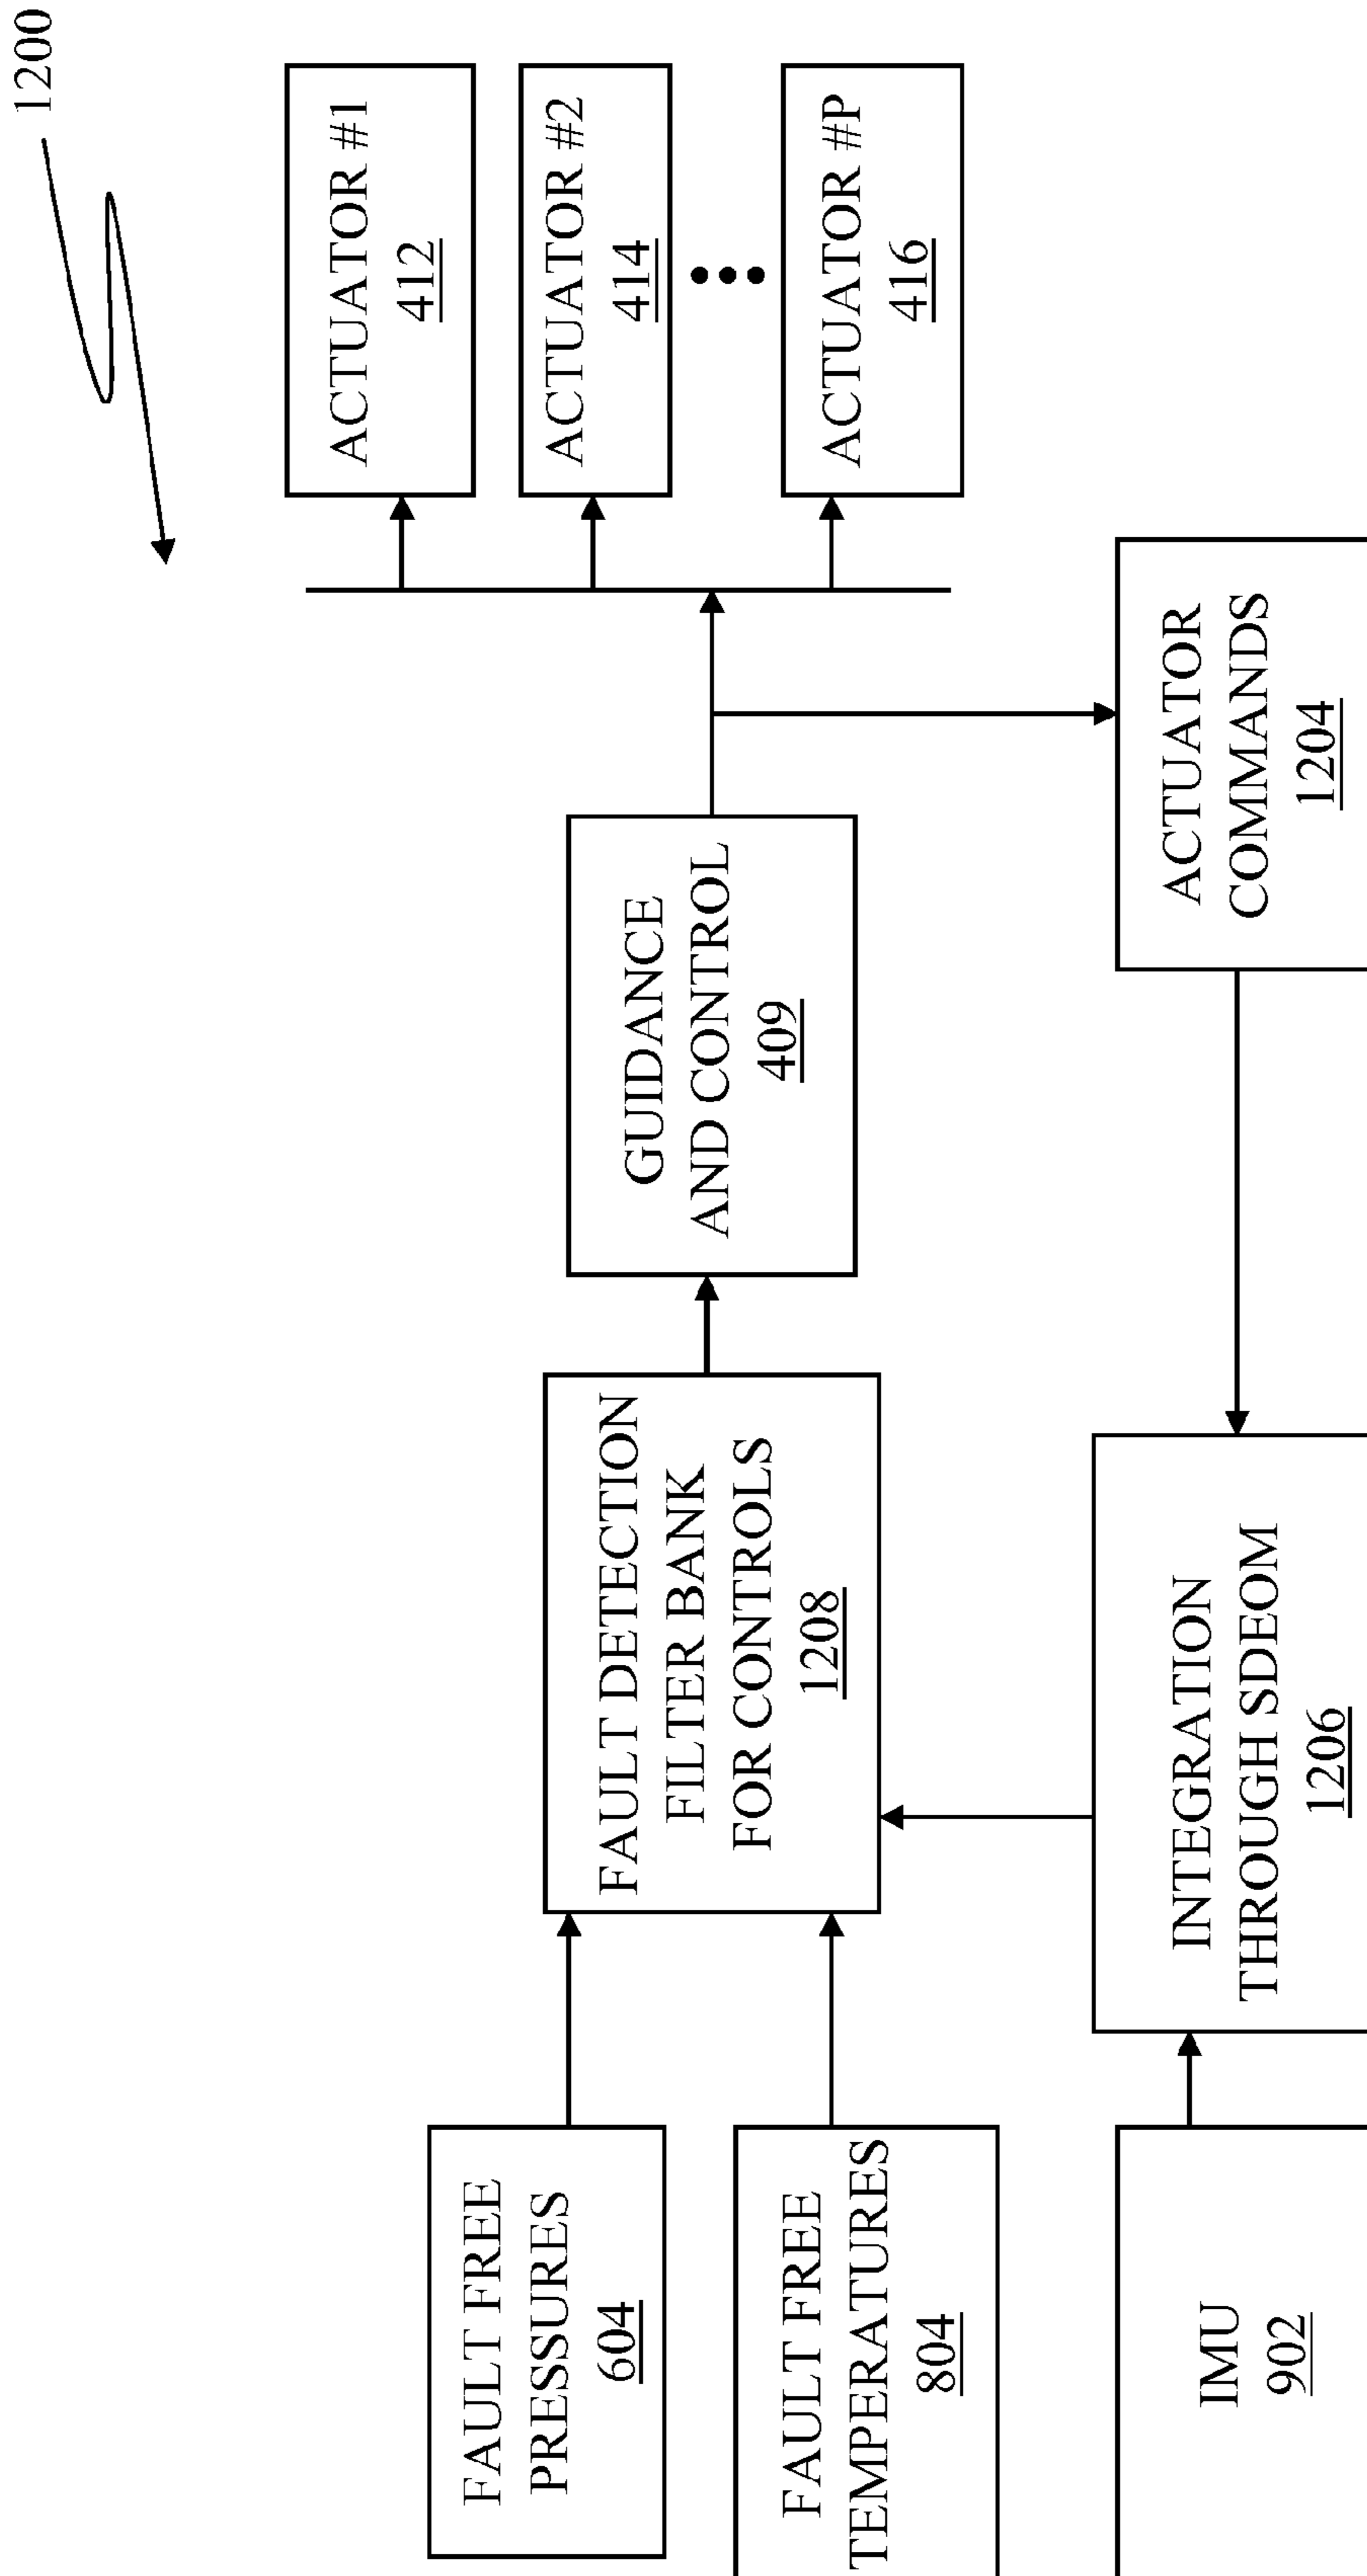 1200
FAULT FREE
PRESSURES
604
FAULT FREE
TEMPERATURES
804
IMU
902
FAULT DETECTION
FILTER BANK
FOR CONTROLS
1208
INTEGRATION
THROUGH SDEOM
1206
GUIDANCE
AND CONTROL
409
ACTUATOR
COMMANDS
1204
ACTUATOR #1
412
ACTUATOR #2
414
ACTUATOR #P
416